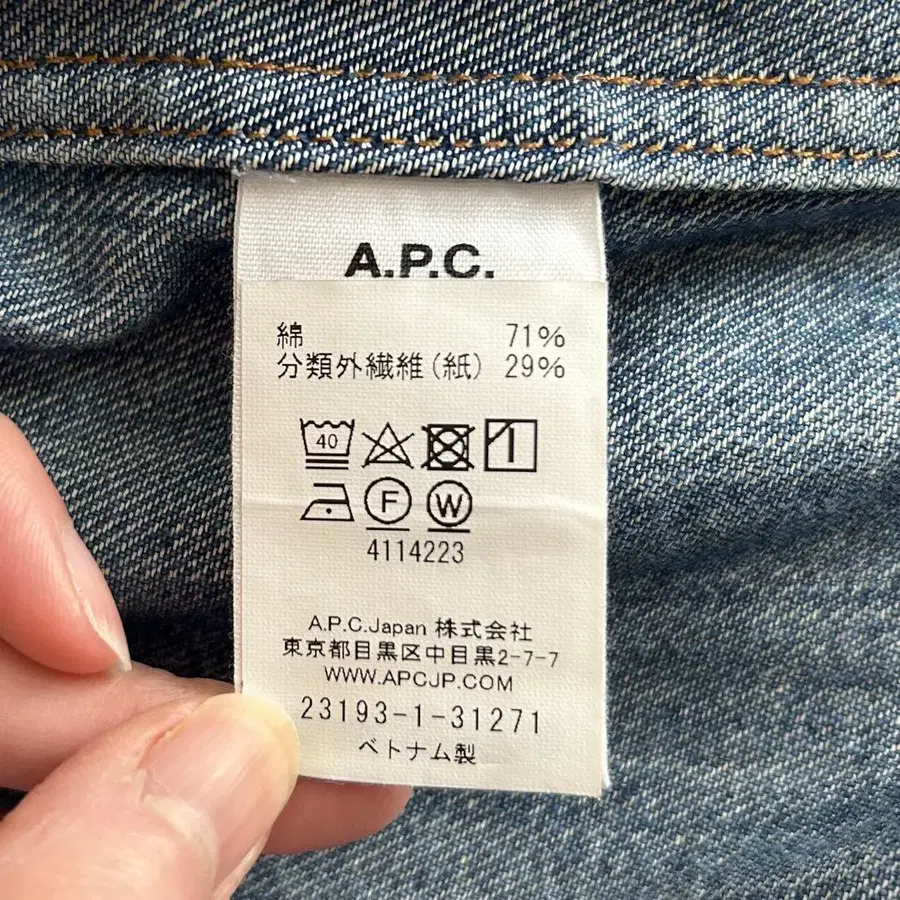 A.P.C.
綿 71%
分類外繊維(紙) 29%
40
F W
4114223
A.P.C.Japan 株式会社
東京都目黒区中目黒2-7-7
WWW.APCJP.COM
23193-1-31271
ベトナム製